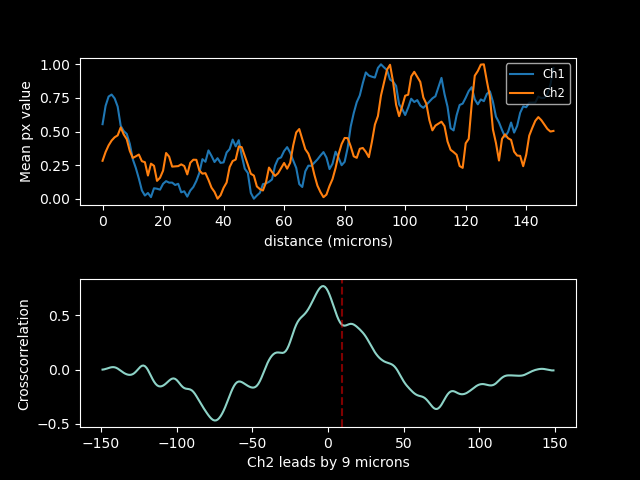 1.00
0.75
0.50
0.25
0.00
Mean px value
Ch1
Ch2
0 20 40 60 80 100 120 140
distance (microns)
0.5
0.0
−0.5
Crosscorrelation
−150 −100 −50 0 50 100 150
Ch2 leads by 9 microns